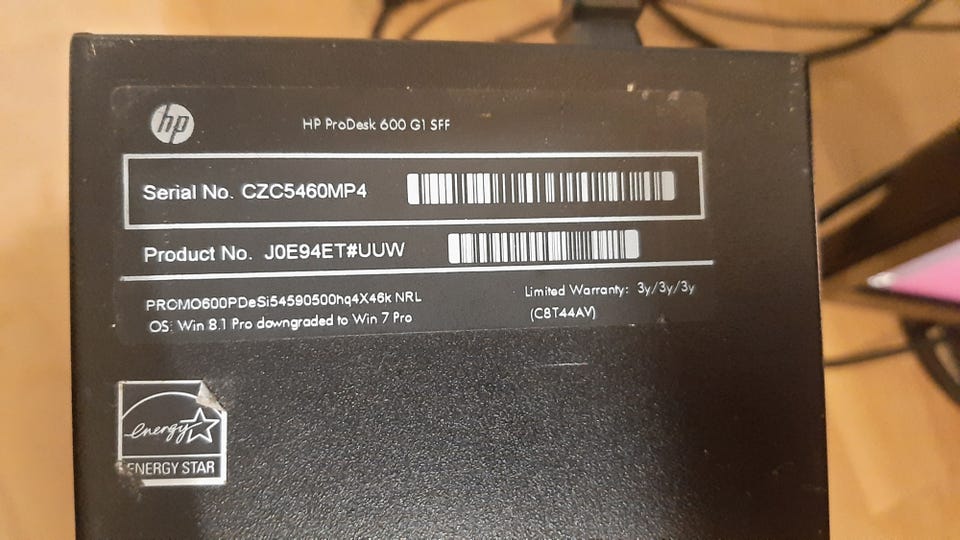 hp
HP ProDesk 600 G1 SFF
Serial No. CZC5460MP4
Product No. J0E94ET#UUW
PROMO600PDeSi54590500hq4X46k NRL
OS: Win 8.1 Pro downgraded to Win 7 Pro
Limited Warranty: 3y/3y/3y
(C8T44AV)
energy
ENERGY STAR